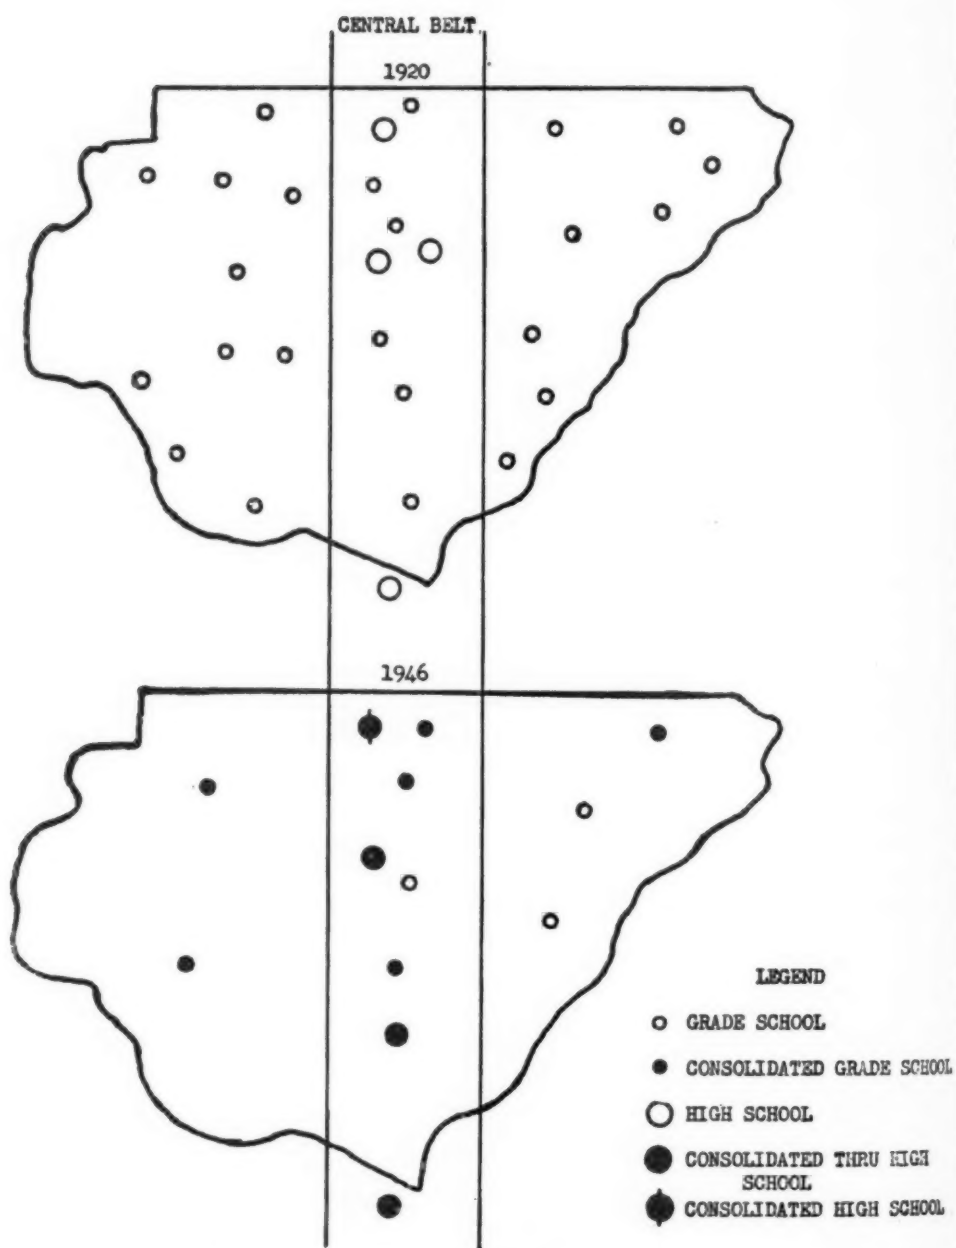 CENTRAL BELT
1920
1946
LEGEND
GRADE SCHOOL
CONSOLIDATED GRADE SCHOOL
HIGH SCHOOL
CONSOLIDATED THRU HIGH
SCHOOL
CONSOLIDATED HIGH SCHOOL